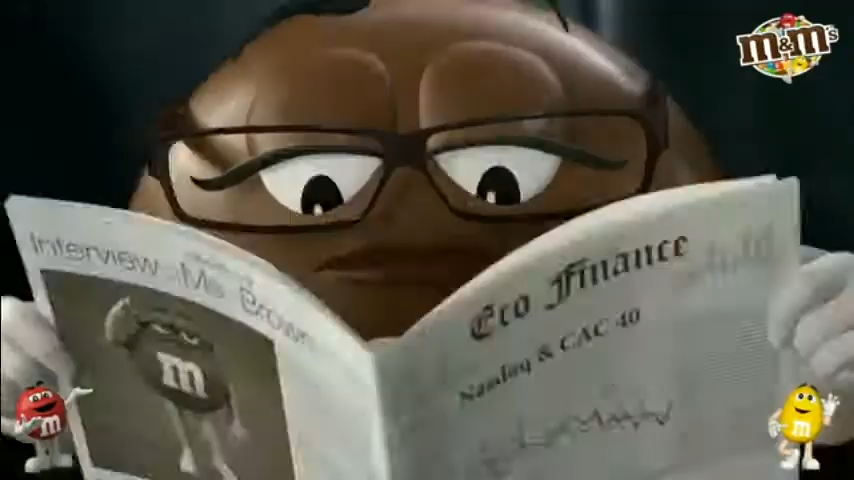 m&m's
Interview Ms Brown
m
Eco Finance
Nasdaq & CAC 40
m
m